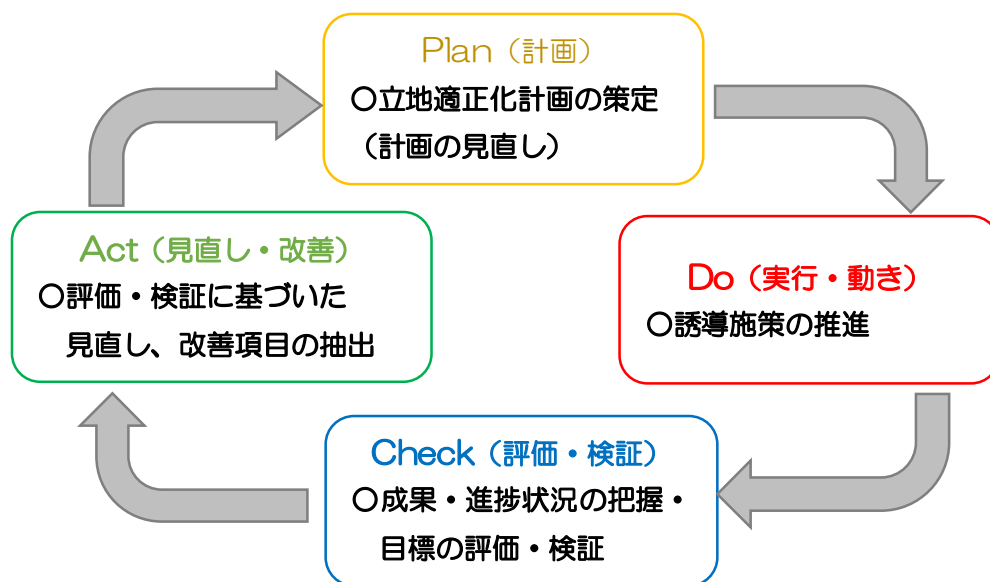 Plan（計画）
〇立地適正化計画の策定
（計画の見直し）
Do（実行・動き）
〇誘導施策の推進
Check（評価・検証）
〇成果・進捗状況の把握・
目標の評価・検証
Act（見直し・改善）
〇評価・検証に基づいた
見直し、改善項目の抽出